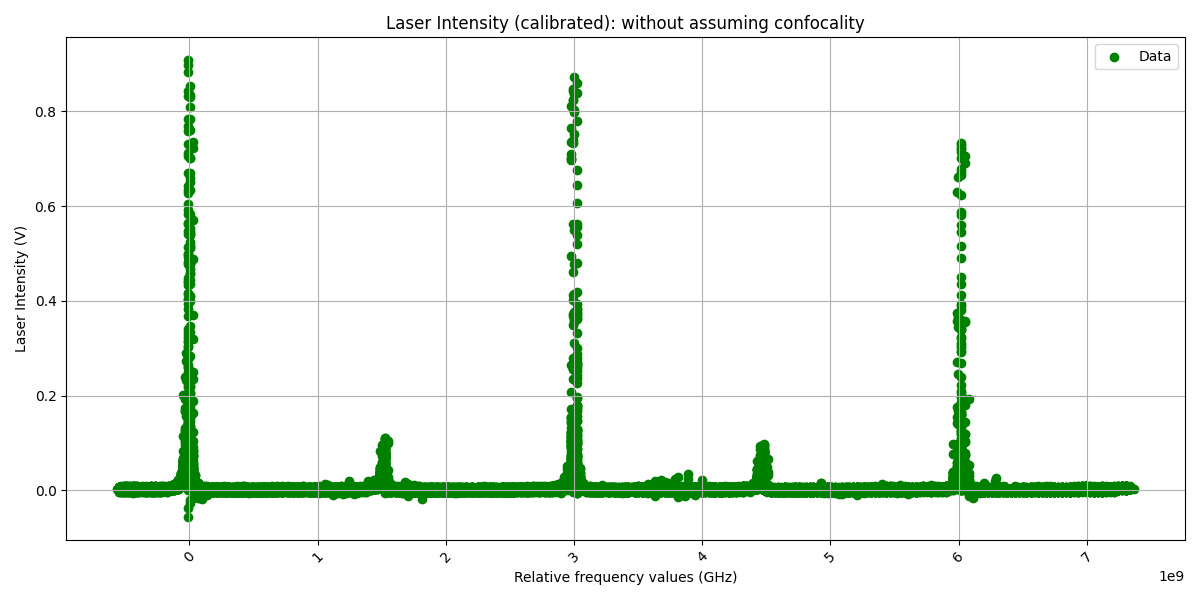 Laser Intensity (calibrated): without assuming confocality
Data
Laser Intensity (V)
0.8
0.6
0.4
0.2
0.0
0 1 2 3 4 5 6 7
1e9
Relative frequency values (GHz)